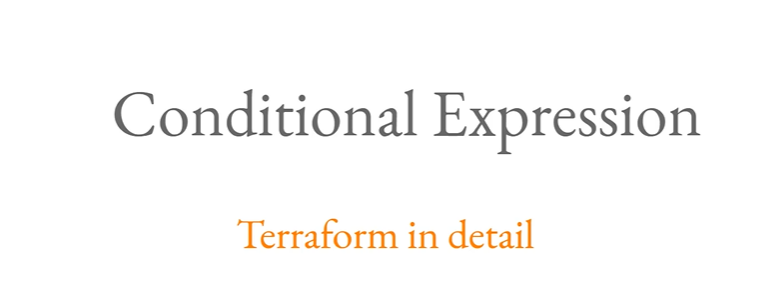 Conditional Expression
Terraform in detail